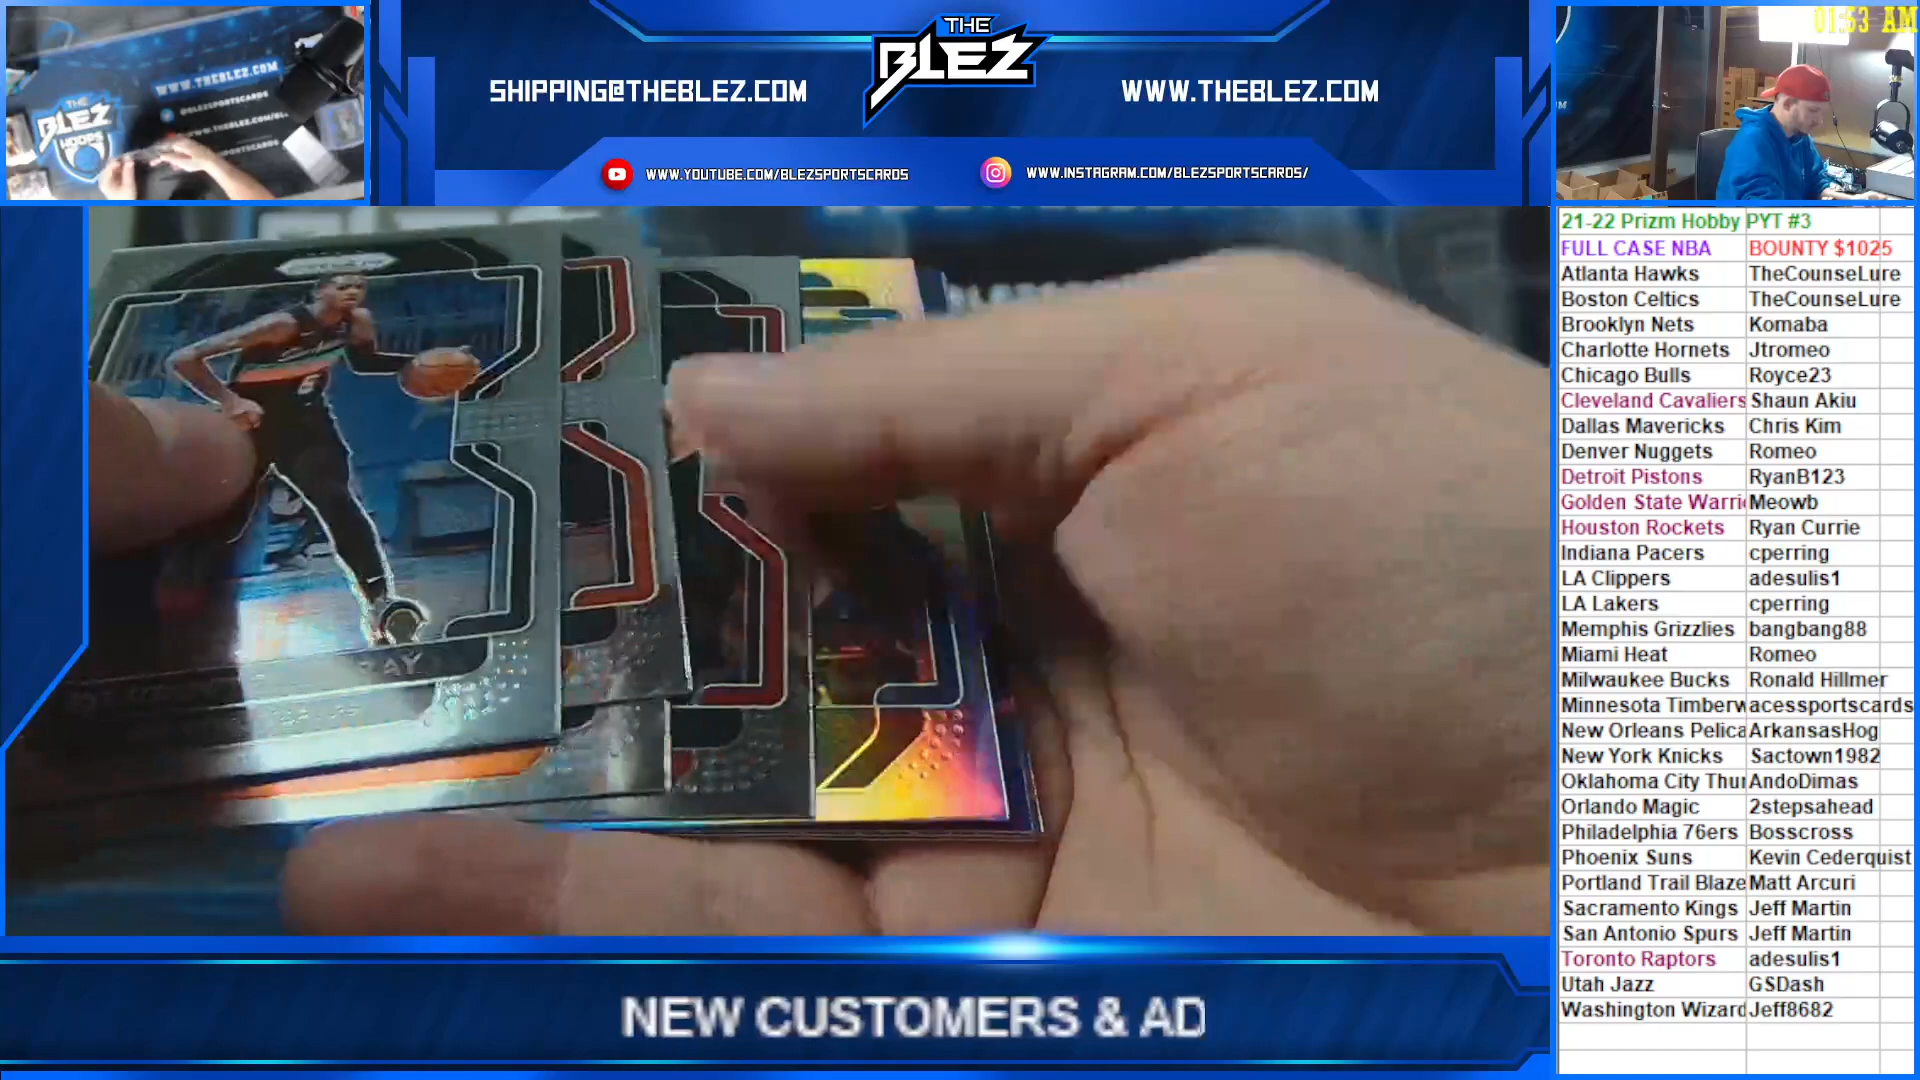 THE
BLEZ
SHIPPING@THEBLEZ.COM
WWW.THEBLEZ.COM
WWW.YOUTUBE.COM/BLEZSPORTSCARDS
WWW.INSTAGRAM.COM/BLEZSPORTSCARDS/
WWW.THEBLEZ.COM
@BLEZSPORTSCARDS
THE
BLEZ
HOOPS
01:53 AM
21-22 Prizm Hobby PYT #3
FULL CASE NBA BOUNTY $1025
Atlanta Hawks TheCounseLure
Boston Celtics TheCounseLure
Brooklyn Nets Komaba
Charlotte Hornets Jtromeo
Chicago Bulls Royce23
Cleveland Cavaliers Shaun Akiu
Dallas Mavericks Chris Kim
Denver Nuggets Romeo
Detroit Pistons RyanB123
Golden State Warri Meowb
Houston Rockets Ryan Currie
Indiana Pacers cperring
LA Clippers adesulis1
LA Lakers cperring
Memphis Grizzlies bangbang88
Miami Heat Romeo
Milwaukee Bucks Ronald Hillmer
Minnesota Timberw acessportscards
New Orleans Pelica ArkansasHog
New York Knicks Sactown1982
Oklahoma City Thu AndoDimas
Orlando Magic 2stepsahead
Philadelphia 76ers Bosscross
Phoenix Suns Kevin Cederquist
Portland Trail Blaze Matt Arcuri
Sacramento Kings Jeff Martin
San Antonio Spurs Jeff Martin
Toronto Raptors adesulis1
Utah Jazz GSDash
Washington Wizard Jeff8682
NEW CUSTOMERS & AD